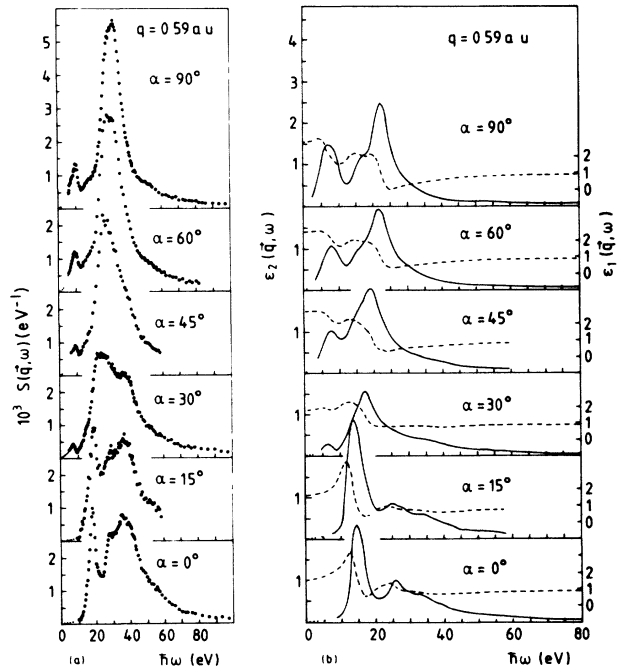 q = 0.59 a u
α = 90°
5
4
3
2
1
α = 60°
2
1
α = 45°
2
1
α = 30°
2
1
α = 15°
2
1
α = 0°
2
1
10³ S(q⃗,ω) (eV⁻¹)
0 20 40 60 80
(a) ħω (eV)
q = 0.59 a u
α = 90°
4
3
2
1
2
1
0
α = 60°
1
2
1
0
α = 45°
1
2
1
0
α = 30°
1
2
1
0
α = 15°
1
2
1
0
α = 0°
1
2
1
0
ε₂(q⃗,ω)
ε₁(q⃗,ω)
0 20 40 60 80
(b) ħω (eV)